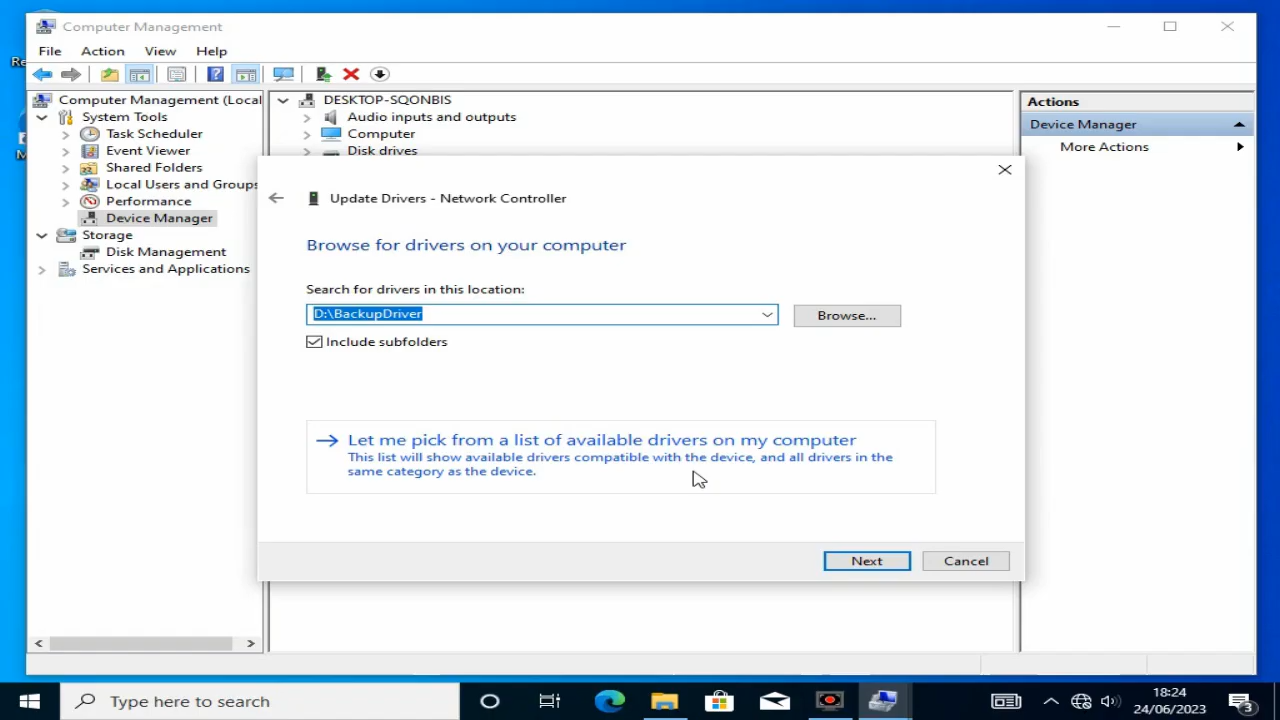 Computer Management
File Action View Help
Computer Management (Local
System Tools
Task Scheduler
Event Viewer
Shared Folders
Local Users and Groups
Performance
Device Manager
Storage
Disk Management
Services and Applications
DESKTOP-SQONBIS
Audio inputs and outputs
Computer
Disk drives
Actions
Device Manager
More Actions
Update Drivers - Network Controller
Browse for drivers on your computer
Search for drivers in this location:
D:\BackupDriver
Browse...
Include subfolders
Let me pick from a list of available drivers on my computer
This list will show available drivers compatible with the device, and all drivers in the
same category as the device.
Next Cancel
Type here to search
18:24
24/06/2023
3